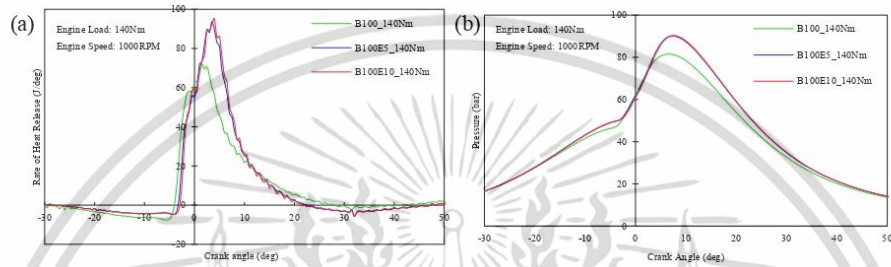 (a)
Engine Load: 140Nm
Engine Speed: 1000RPM
B100_140Nm
B100E5_140Nm
B100E10_140Nm
Rate of Heat Release (J/deg)
100
80
60
40
20
0
-20
-30
-20
-10
0
10
20
30
40
50
Crank angle (deg)
(b)
Engine Load: 140Nm
Engine Speed: 1000RPM
B100_140Nm
B100E5_140Nm
B100E10_140Nm
Pressure (bar)
100
80
60
40
20
0
-30
-20
-10
0
10
20
30
40
50
Crank Angle (deg)